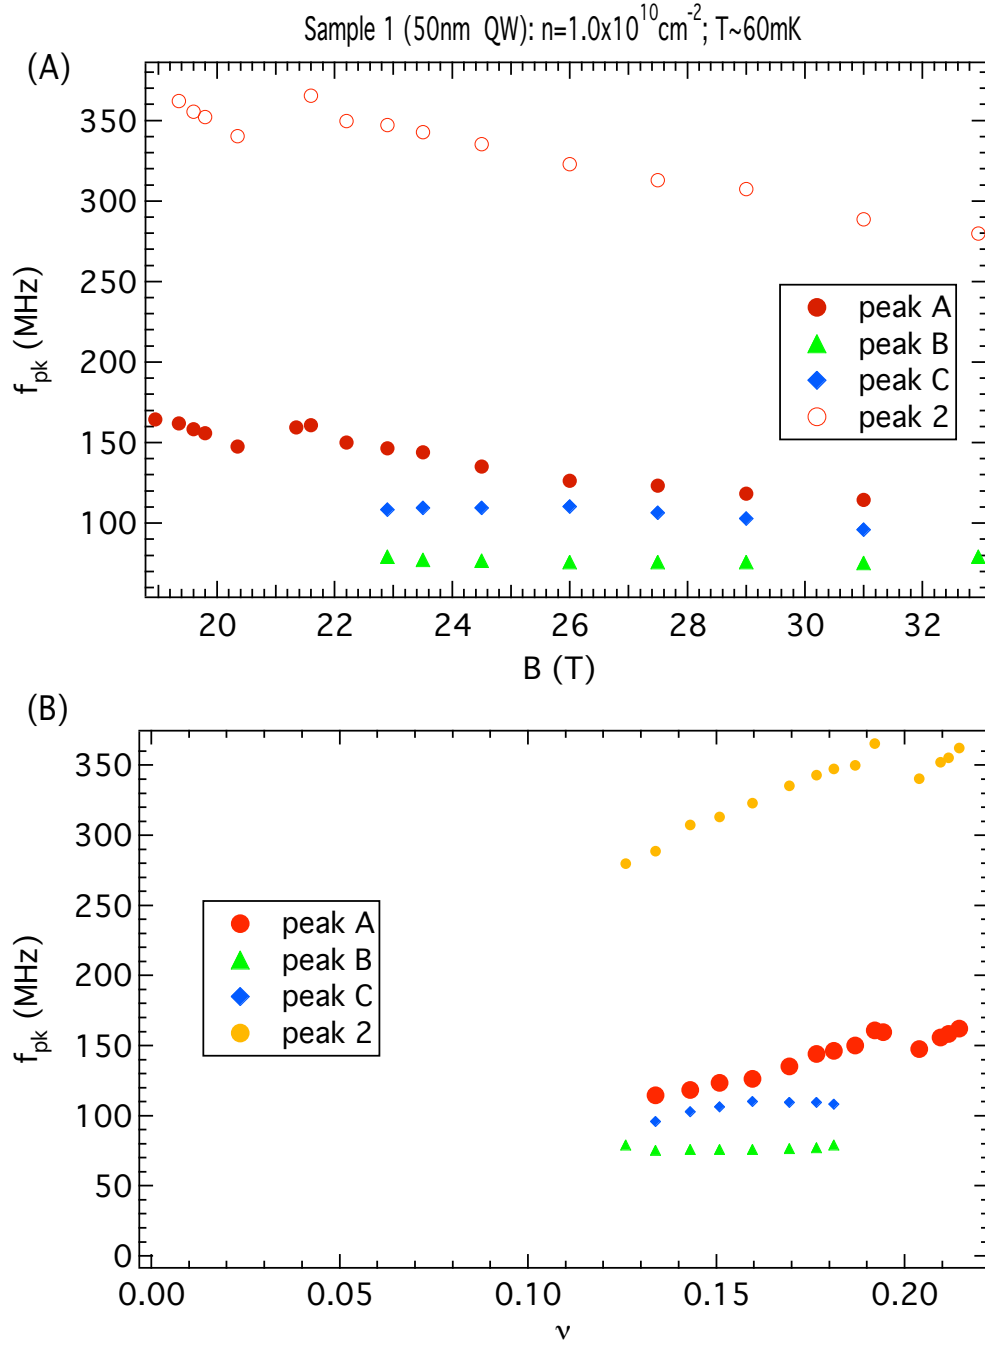 Sample 1 (50nm QW): n=1.0x10^10cm^-2; T~60mK
(A)
350
300
250
200
150
100
f_pk (MHz)
peak A
peak B
peak C
peak 2
20 22 24 26 28 30 32
B (T)
(B)
350
300
250
200
150
100
50
0
f_pk (MHz)
peak A
peak B
peak C
peak 2
0.00 0.05 0.10 0.15 0.20
ν